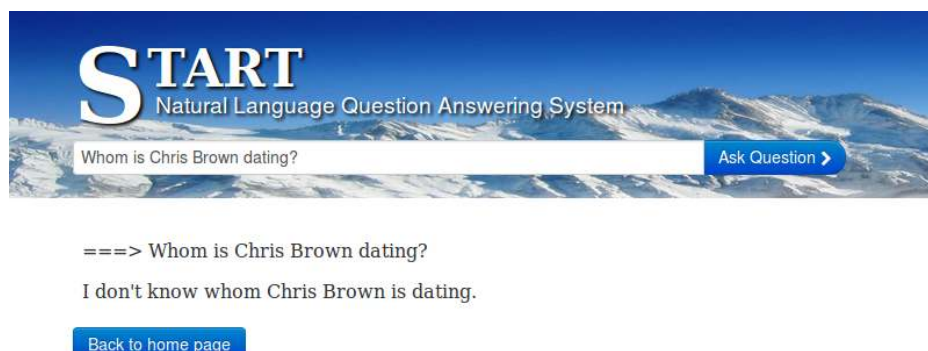 START
Natural Language Question Answering System
Whom is Chris Brown dating?
Ask Question
===> Whom is Chris Brown dating?
I don't know whom Chris Brown is dating.
Back to home page